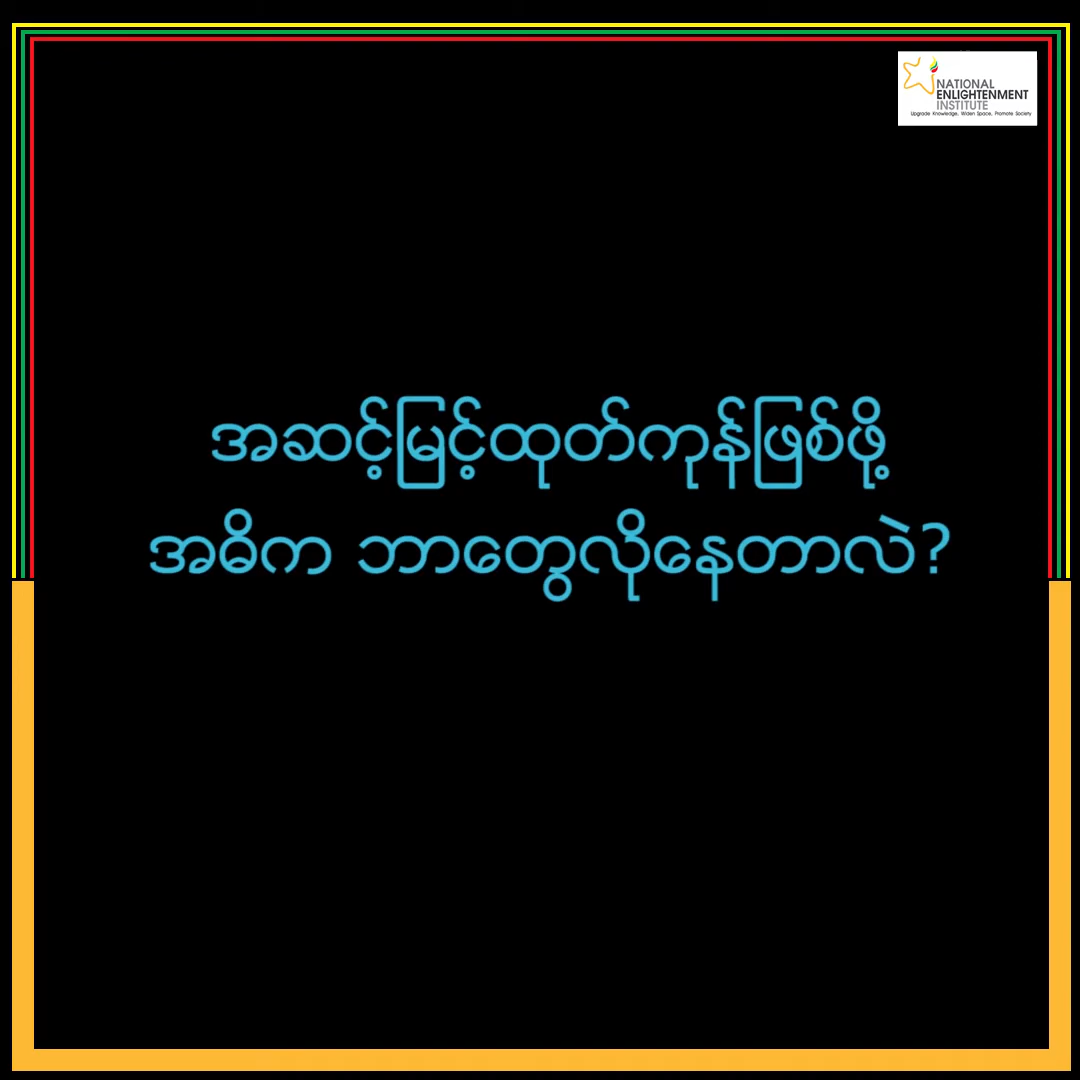 NATIONAL
ENLIGHTENMENT
INSTITUTE
Upgrade Knowledge, Widen Space, Promote Society
အဆင့်မြင့်ထုတ်ကုန်ဖြစ်ဖို့
အဓိက ဘာတွေလိုနေတာလဲ?